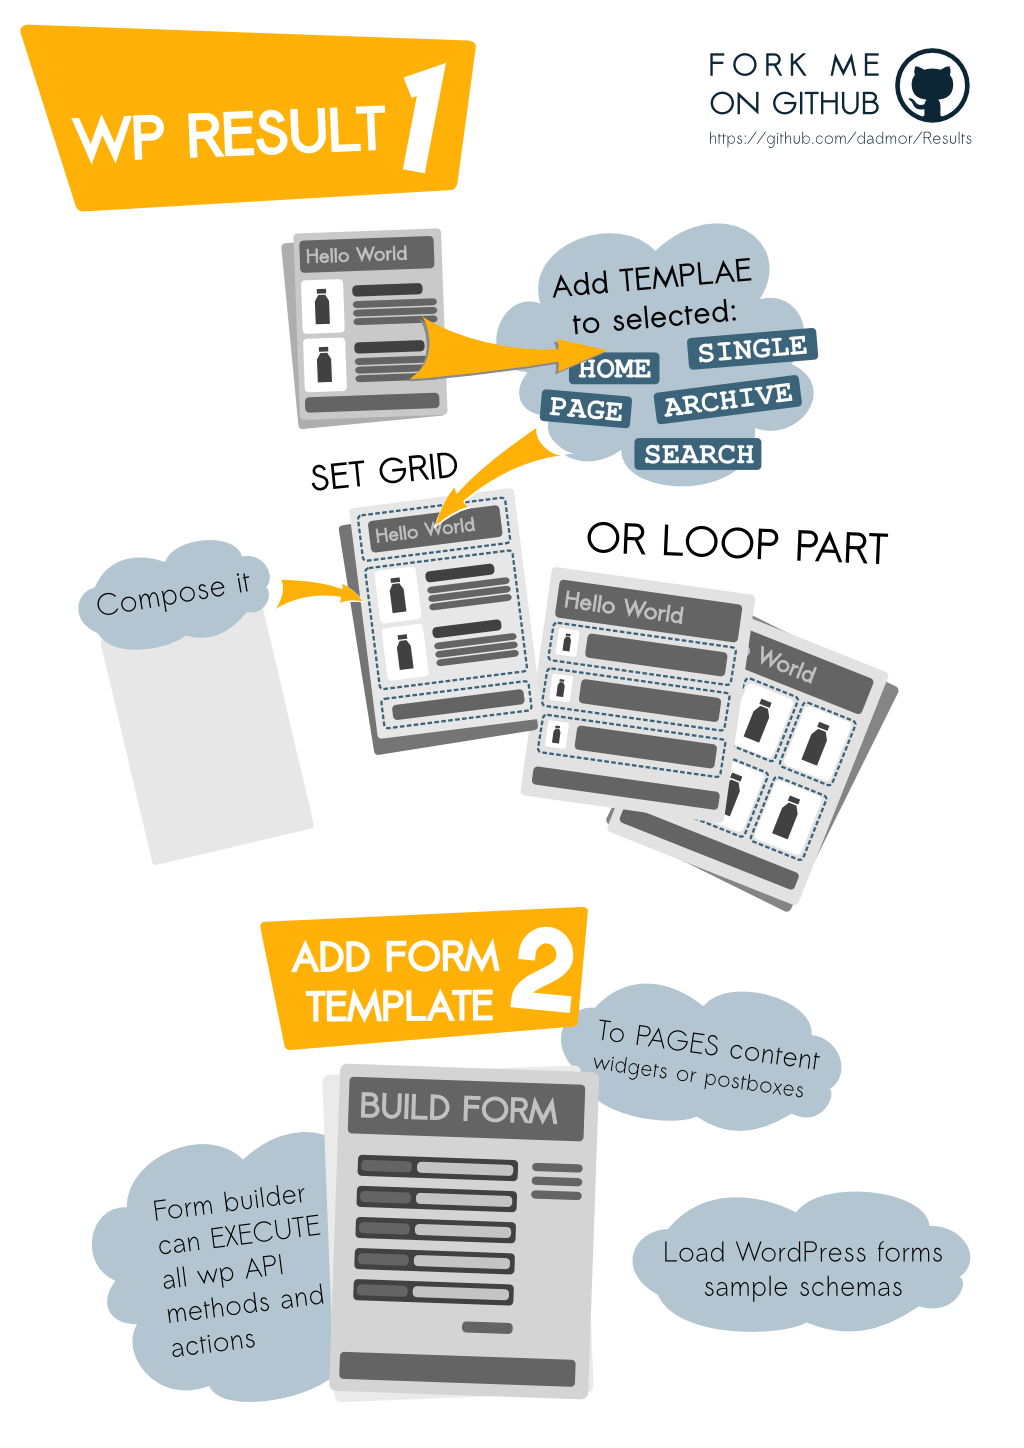 WP RESULT 1
FORK ME
ON GITHUB
https://github.com/dadmor/Results
Hello World
Add TEMPLAE
to selected:
HOME
SINGLE
PAGE
ARCHIVE
SEARCH
SET GRID
Hello World
OR LOOP PART
Compose it
Hello World
World
ADD FORM
TEMPLATE 2
To PAGES content
widgets or postboxes
BUILD FORM
Form builder
can EXECUTE
all wp API
methods and
actions
Load WordPress forms
sample schemas